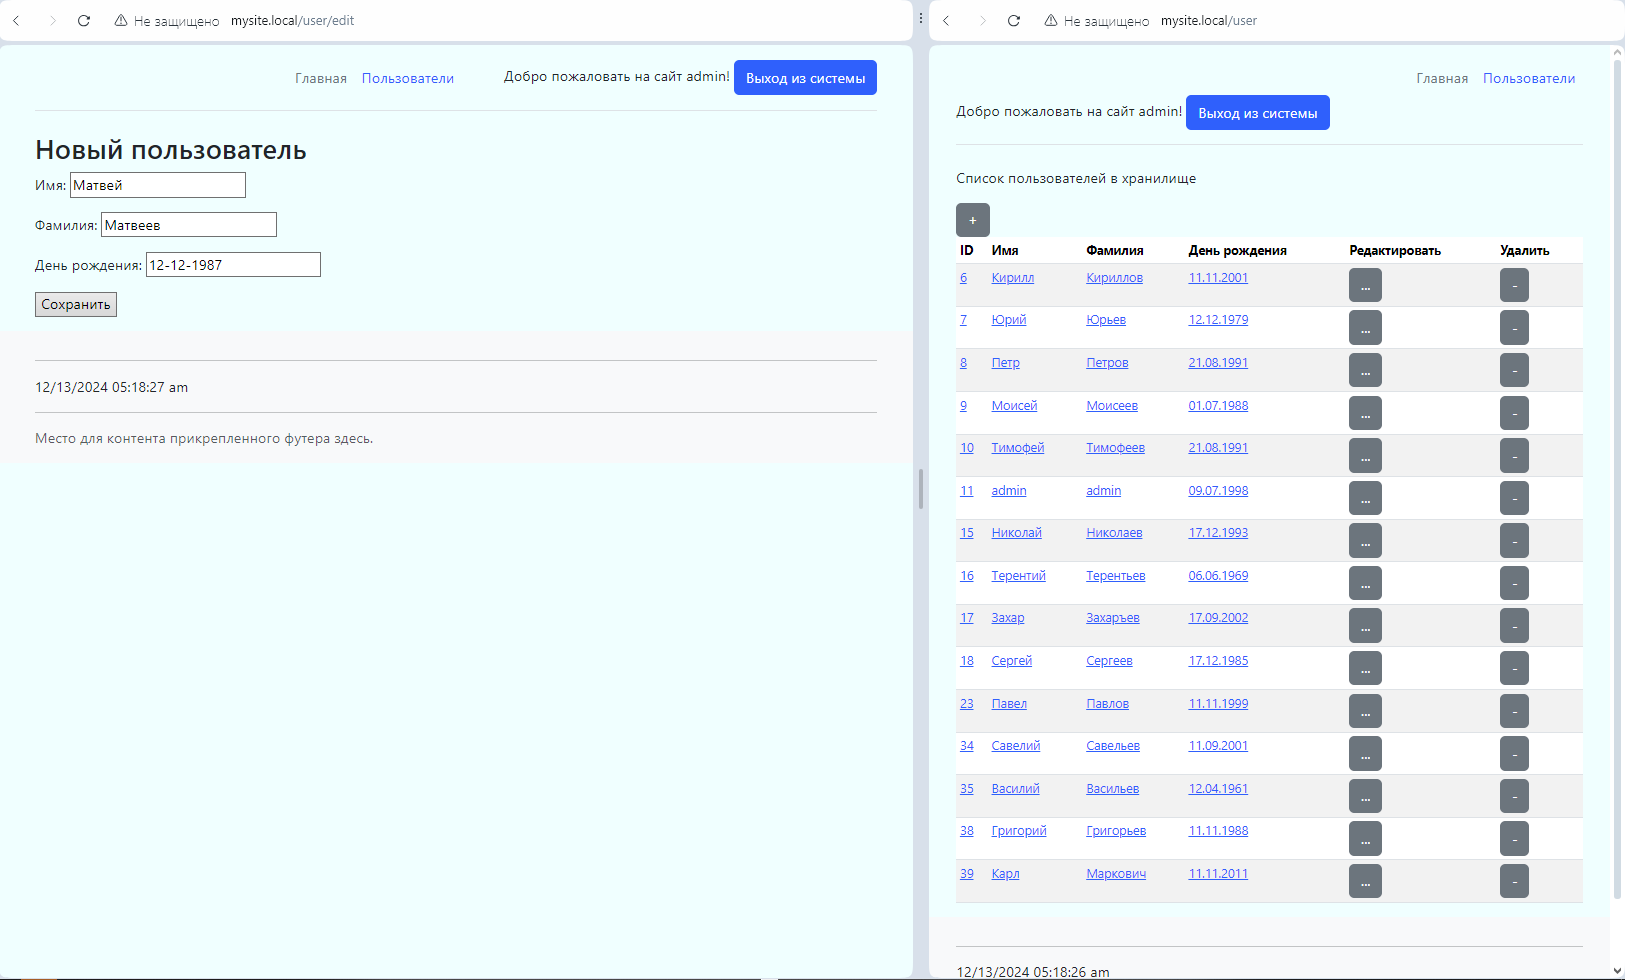 Не защищено mysite.local/user/edit
Главная Пользователи Добро пожаловать на сайт admin! Выход из системы
Новый пользователь
Имя: Матвей
Фамилия: Матвеев
День рождения: 12-12-1987
Сохранить
12/13/2024 05:18:27 am
Место для контента прикрепленного футера здесь.
Не защищено mysite.local/user
Главная Пользователи
Добро пожаловать на сайт admin! Выход из системы
Список пользователей в хранилище
+
ID Имя Фамилия День рождения Редактировать Удалить
6 Кирилл Кириллов 11.11.2001 ... -
7 Юрий Юрьев 12.12.1979 ... -
8 Петр Петров 21.08.1991 ... -
9 Моисей Моисеев 01.07.1988 ... -
10 Тимофей Тимофеев 21.08.1991 ... -
11 admin admin 09.07.1998 ... -
15 Николай Николаев 17.12.1993 ... -
16 Терентий Терентьев 06.06.1969 ... -
17 Захар Захаръев 17.09.2002 ... -
18 Сергей Сергеев 17.12.1985 ... -
23 Павел Павлов 11.11.1999 ... -
34 Савелий Савельев 11.09.2001 ... -
35 Василий Васильев 12.04.1961 ... -
38 Григорий Григорьев 11.11.1988 ... -
39 Карл Маркович 11.11.2011 ... -
12/13/2024 05:18:26 am